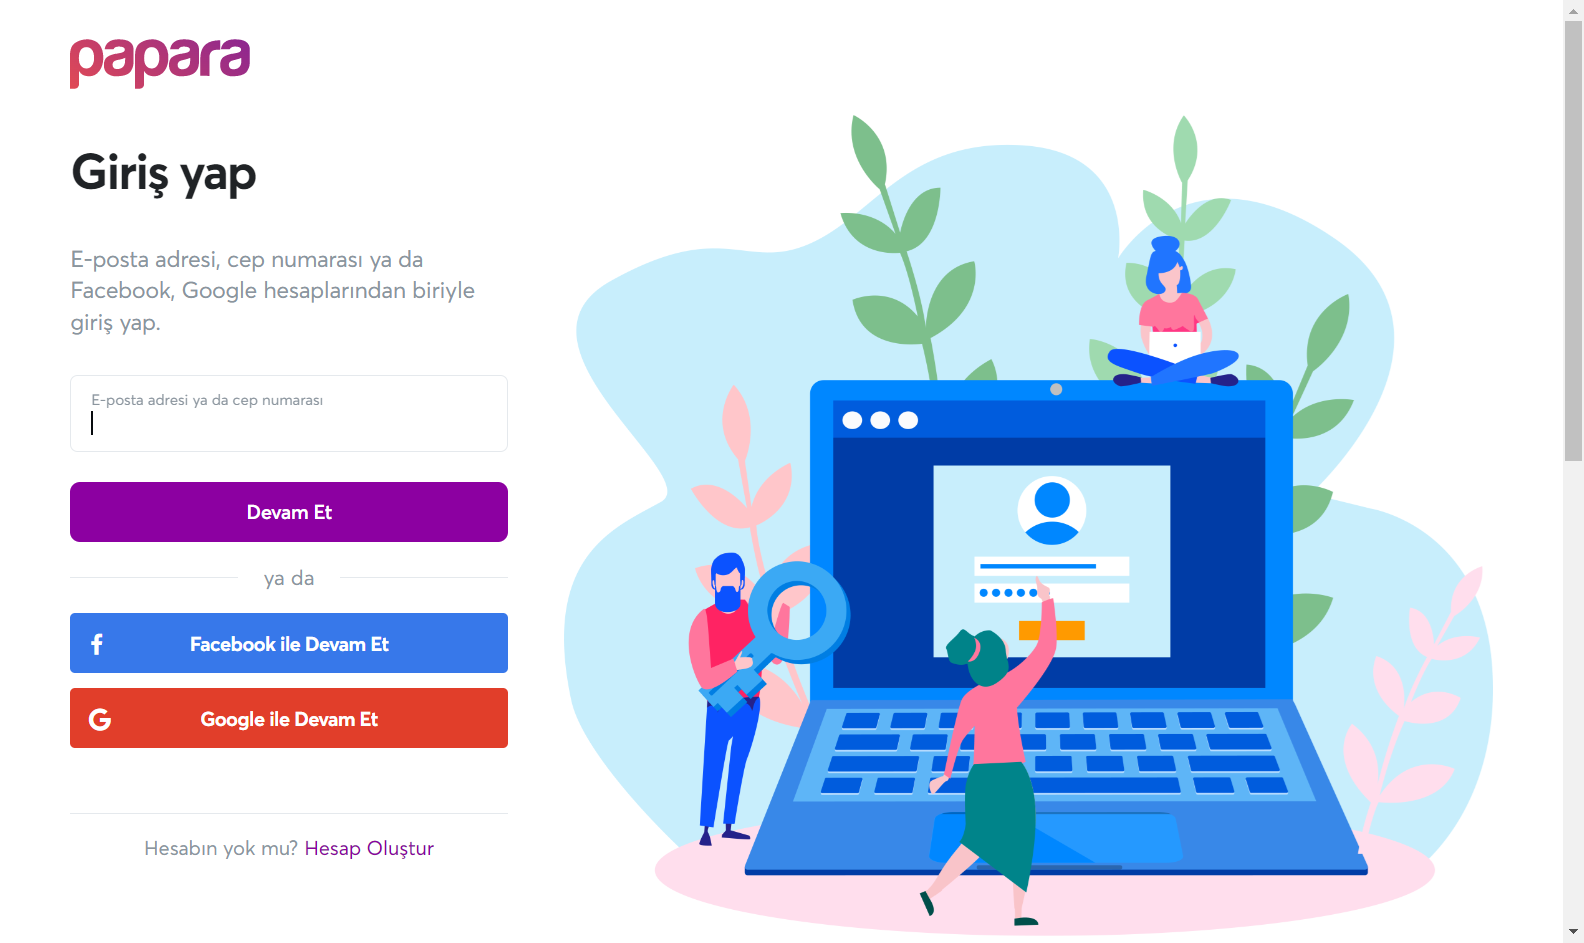 papara
Giriş yap
E-posta adresi, cep numarası ya da
Facebook, Google hesaplarından biriyle
giriş yap.
E-posta adresi ya da cep numarası
Devam Et
ya da
Facebook ile Devam Et
Google ile Devam Et
Hesabın yok mu? Hesap Oluştur